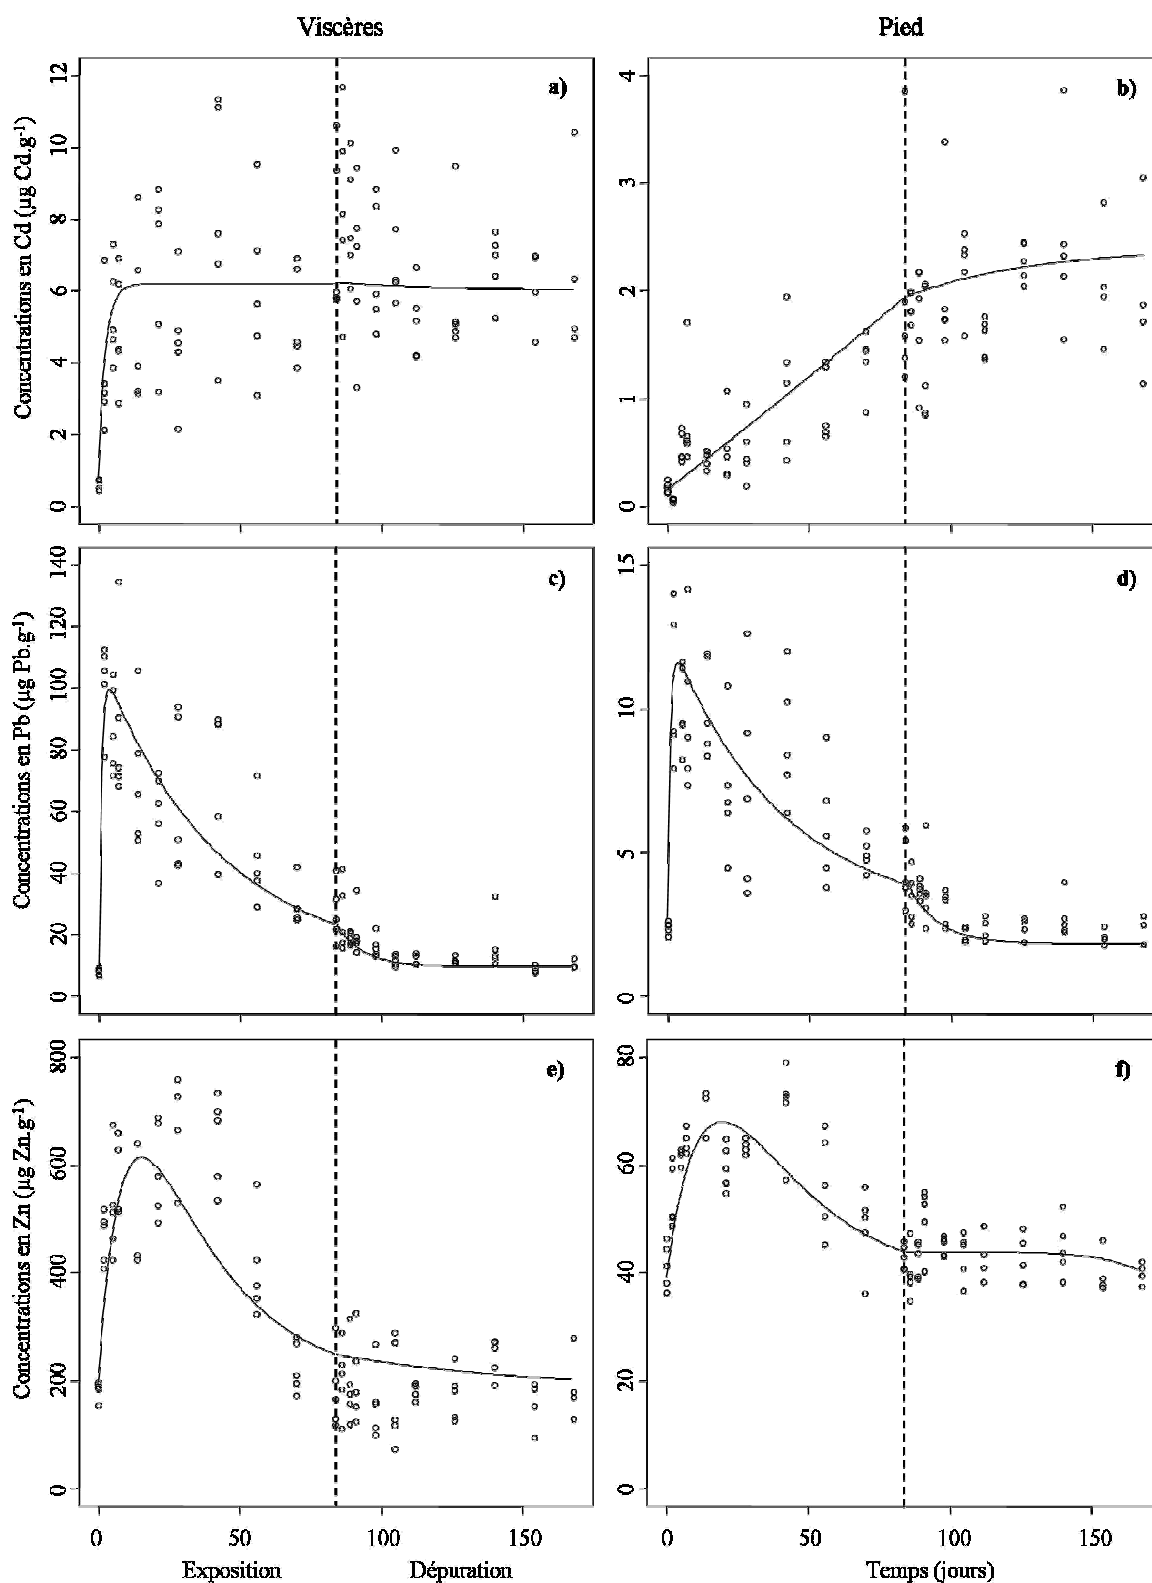 Viscères
Pied
a)
Concentrations en Cd (µg Cd.g-1)
0
2
4
6
8
10
12
b)
0
1
2
3
4
c)
Concentrations en Pb (µg Pb.g-1)
0
20
40
60
80
100
120
140
d)
0
5
10
15
e)
Concentrations en Zn (µg Zn.g-1)
0
200
400
600
800
f)
0
20
40
60
80
0 50 100 150
0 50 100 150
Exposition Dépuration
Temps (jours)